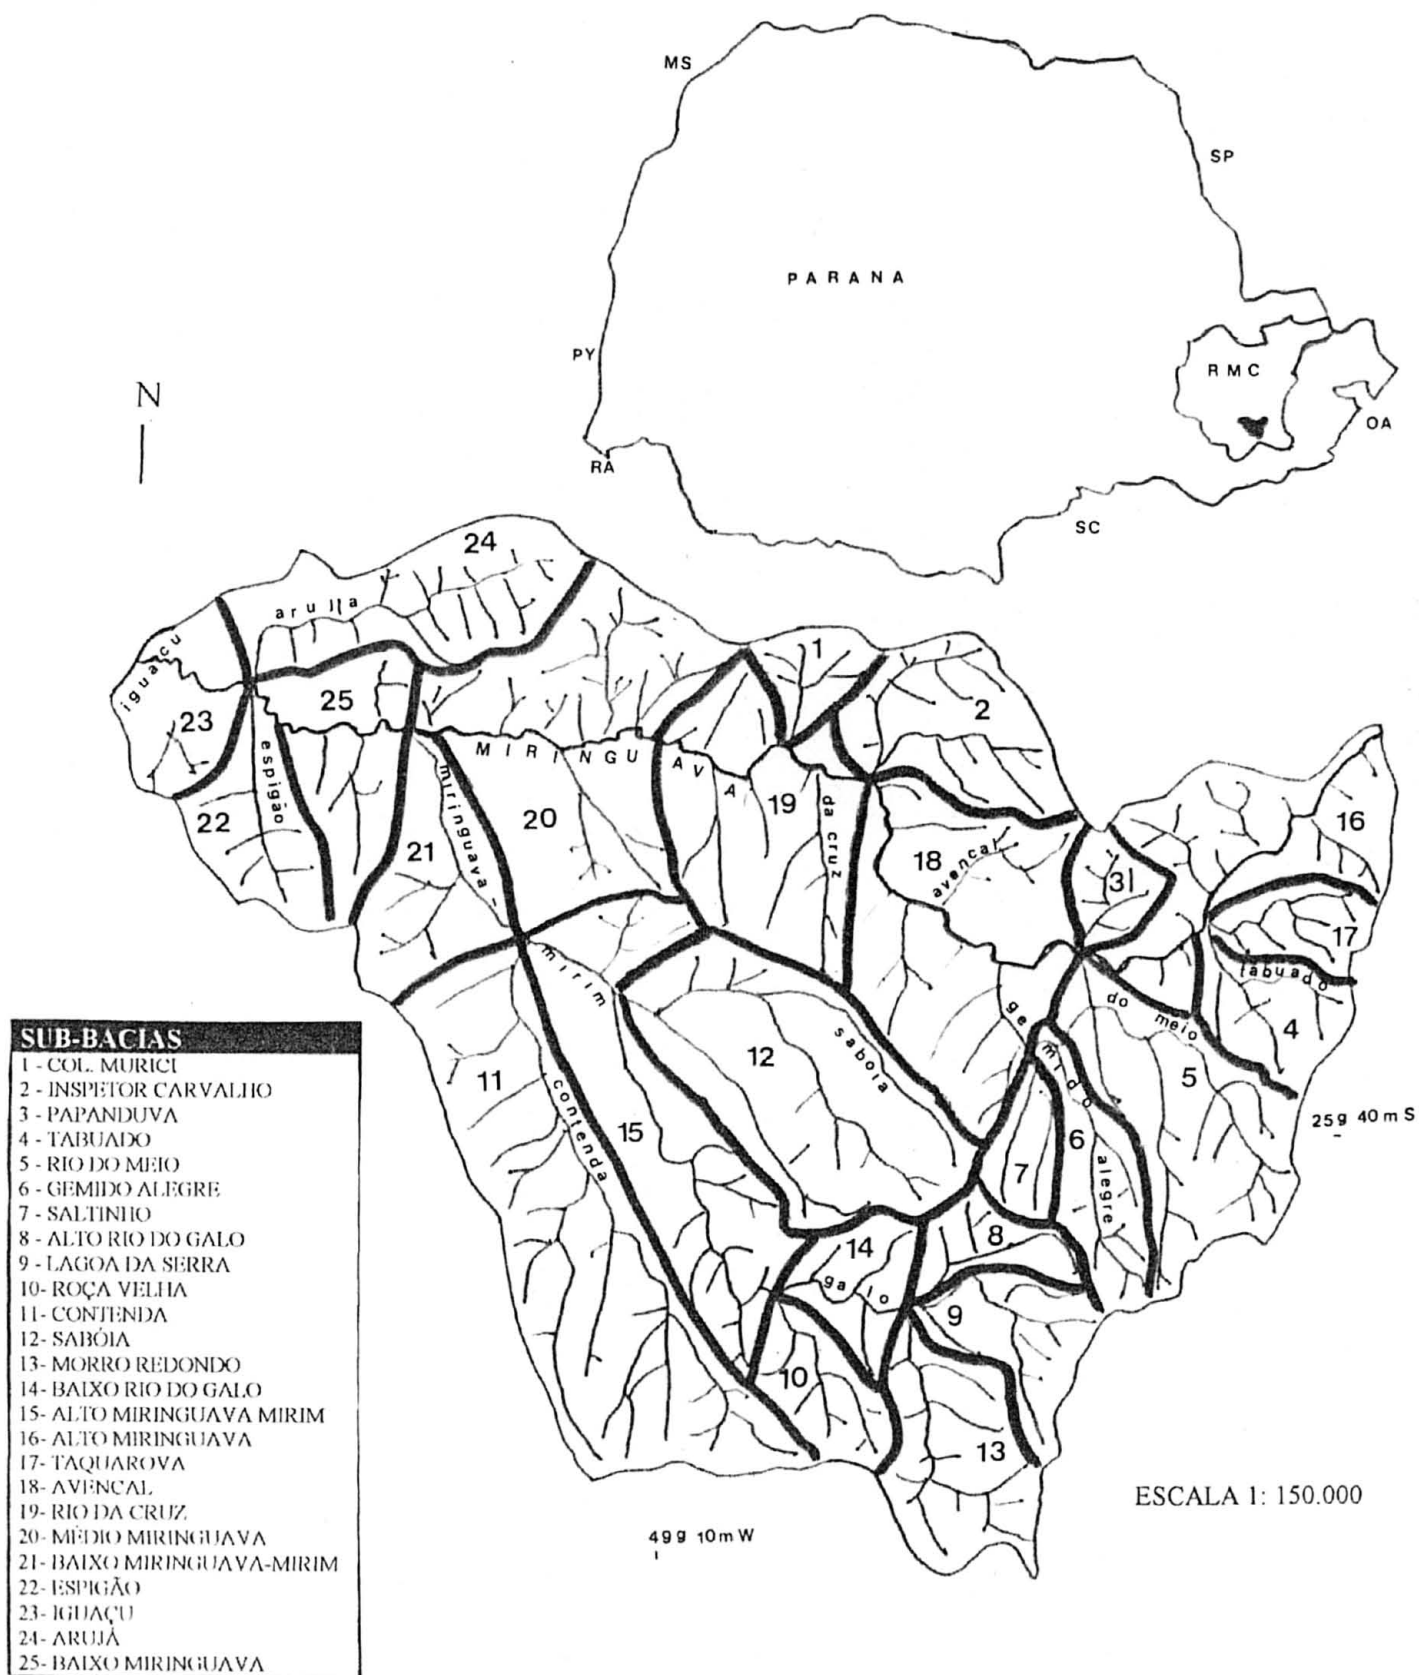 MS
SP
PARANA
RMC
PY
OA
RA
SC
N
24
arujá
iguaçu
1
25
2
23
MIRINGUAVA
espigão
miringuava-
19
da cruz
16
22
20
21
18
avencal
3
17
tabuado
mirim
do meio
4
12
saboia
gemido
5
11
contenda
15
6
alegre
7
25g 40m S
8
14
galo
9
10
13
ESCALA 1: 150.000
49g 10m W
SUB-BACIAS
1 - COL. MURICI
2 - INSPETOR CARVALHO
3 - PAPANDUVA
4 - TABUADO
5 - RIO DO MEIO
6 - GEMIDO ALEGRE
7 - SALTINHO
8 - ALTO RIO DO GALO
9 - LAGOA DA SERRA
10- ROÇA VELHA
11- CONTENDA
12- SABÓIA
13- MORRO REDONDO
14- BAIXO RIO DO GALO
15- ALTO MIRINGUAVA MIRIM
16- ALTO MIRINGUAVA
17- TAQUAROVA
18- AVENCAL
19- RIO DA CRUZ
20- MÉDIO MIRINGUAVA
21- BAIXO MIRINGUAVA-MIRIM
22- ESPIGÃO
23- IGUAÇU
24- ARUJÁ
25- BAIXO MIRINGUAVA